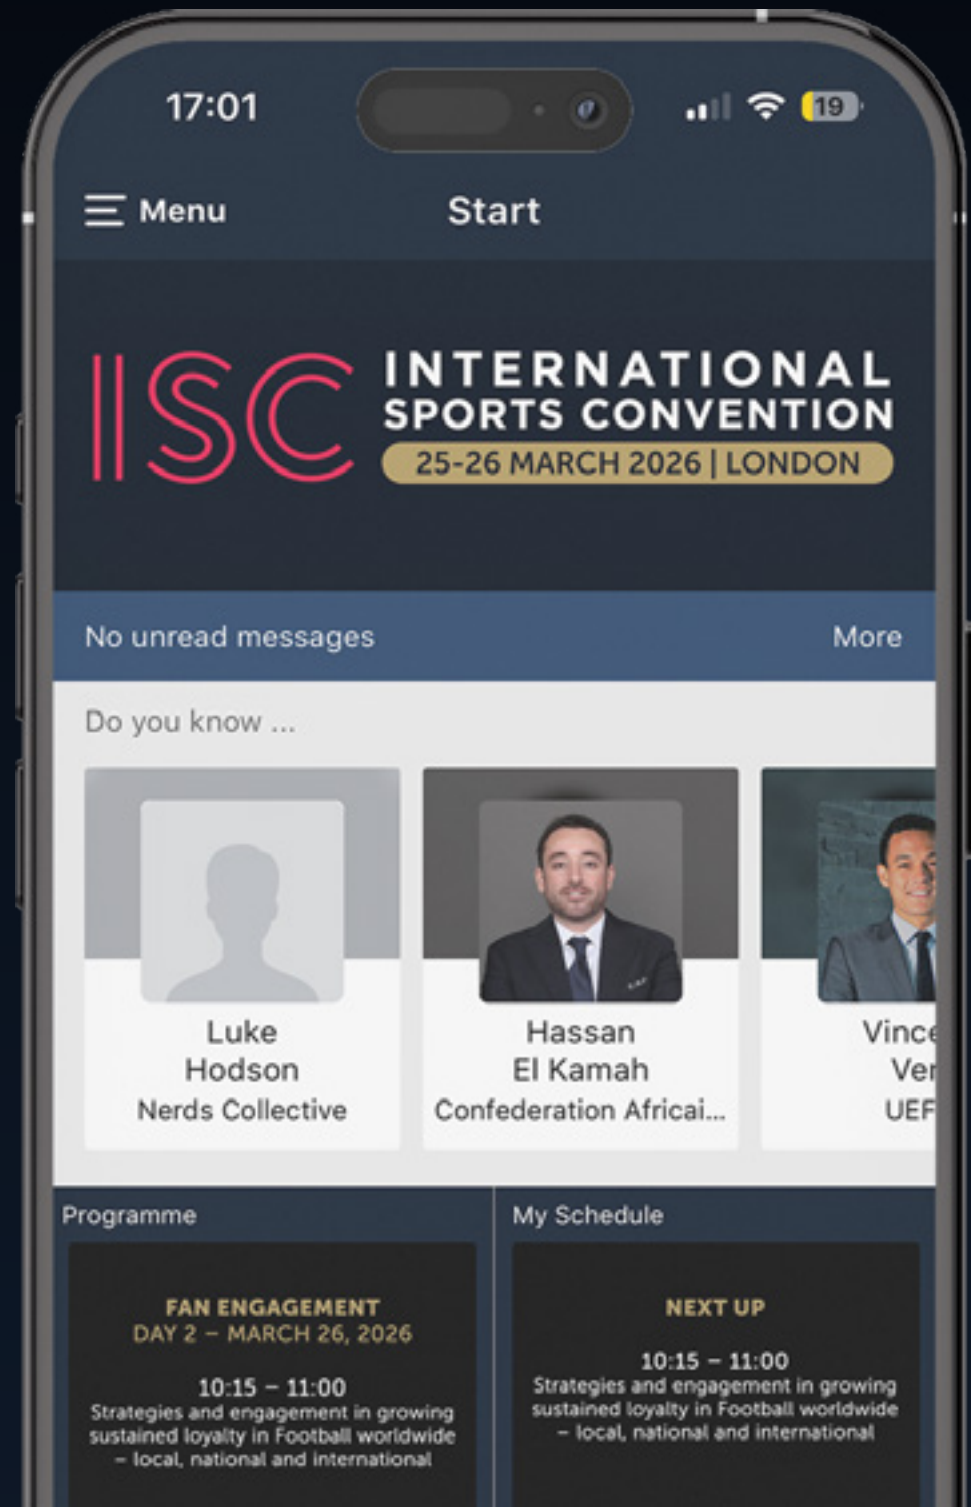 17:01
19
Menu
Start
ISC
INTERNATIONAL
SPORTS CONVENTION
25-26 MARCH 2026 | LONDON
No unread messages
More
Do you know ...
Luke
Hodson
Nerds Collective
Hassan
El Kamah
Confederation Africai...
Vince
Ver
UEF
Programme
FAN ENGAGEMENT
DAY 2 – MARCH 26, 2026
10:15 – 11:00
Strategies and engagement in growing
sustained loyalty in Football worldwide
– local, national and international
My Schedule
NEXT UP
10:15 – 11:00
Strategies and engagement in growing
sustained loyalty in Football worldwide
– local, national and international